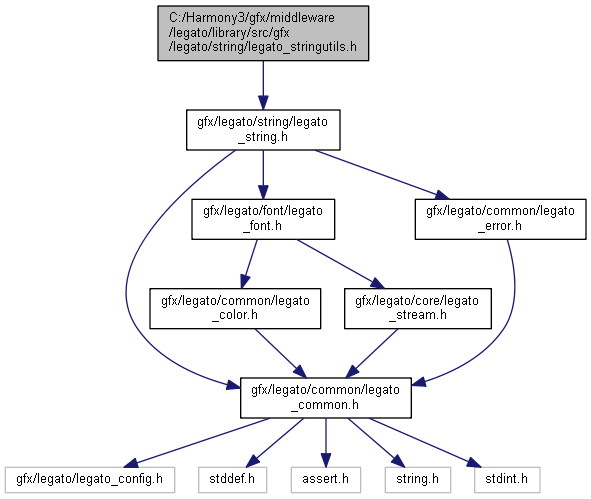 C:/Harmony3/gfx/middleware
/legato/library/src/gfx
/legato/string/legato_stringutils.h
gfx/legato/string/legato
_string.h
gfx/legato/font/legato
_font.h
gfx/legato/common/legato
_error.h
gfx/legato/common/legato
_color.h
gfx/legato/core/legato
_stream.h
gfx/legato/common/legato
_common.h
gfx/legato/legato_config.h
stddef.h
assert.h
string.h
stdint.h